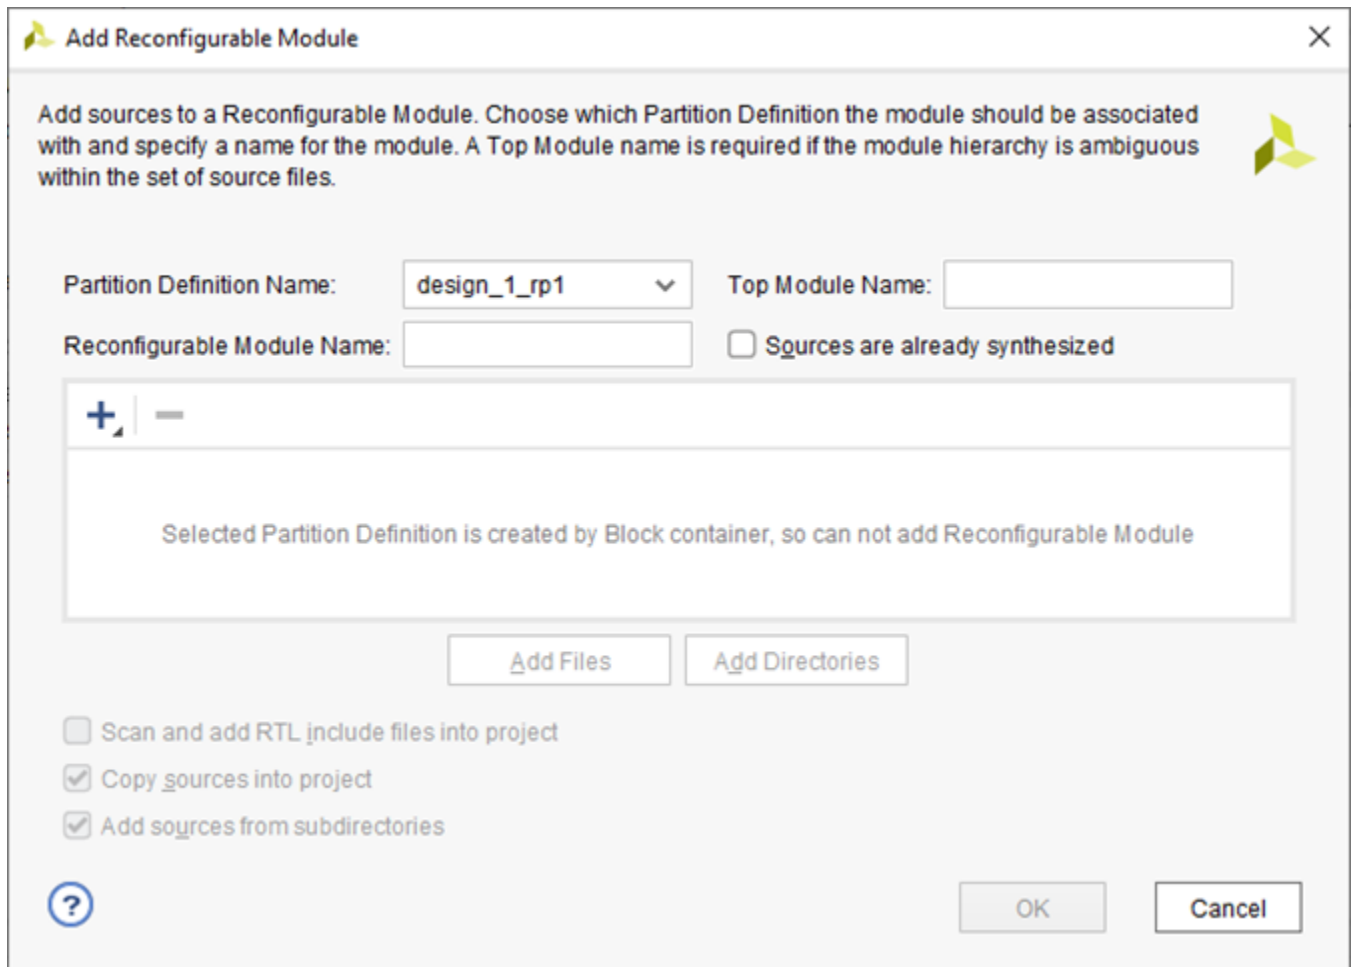 Add Reconfigurable Module
Add sources to a Reconfigurable Module. Choose which Partition Definition the module should be associated
with and specify a name for the module. A Top Module name is required if the module hierarchy is ambiguous
within the set of source files.
Partition Definition Name: design_1_rp1 Top Module Name:
Reconfigurable Module Name: Sources are already synthesized
Selected Partition Definition is created by Block container, so can not add Reconfigurable Module
Add Files Add Directories
Scan and add RTL include files into project
Copy sources into project
Add sources from subdirectories
? OK Cancel